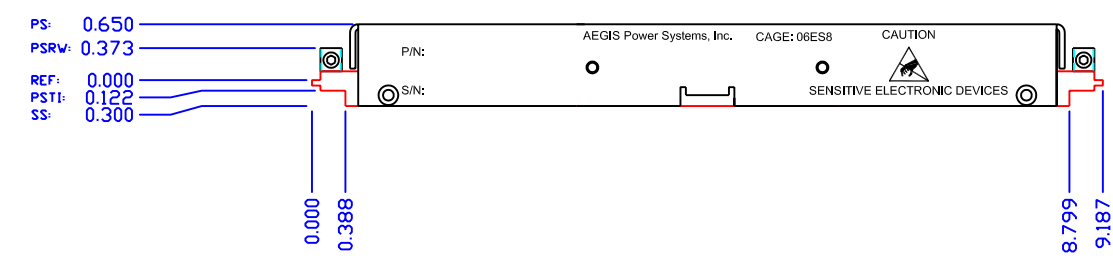 PS: 0.650
PSRW: 0.373
REF: 0.000
PSTI: 0.122
SS: 0.300
AEGIS Power Systems, Inc. CAGE: 06ES8 CAUTION
P/N:
S/N: SENSITIVE ELECTRONIC DEVICES
0.000
0.388
8.799
9.187